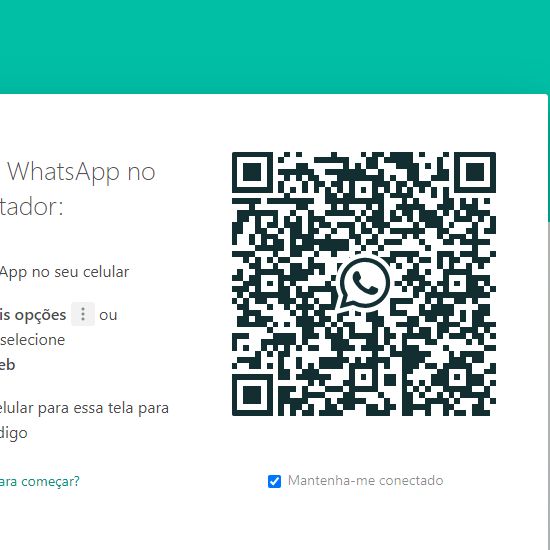 WhatsApp no
tador:
App no seu celular
is opções ou
selecione
eb
elular para essa tela para
digo
ara começar?
Mantenha-me conectado